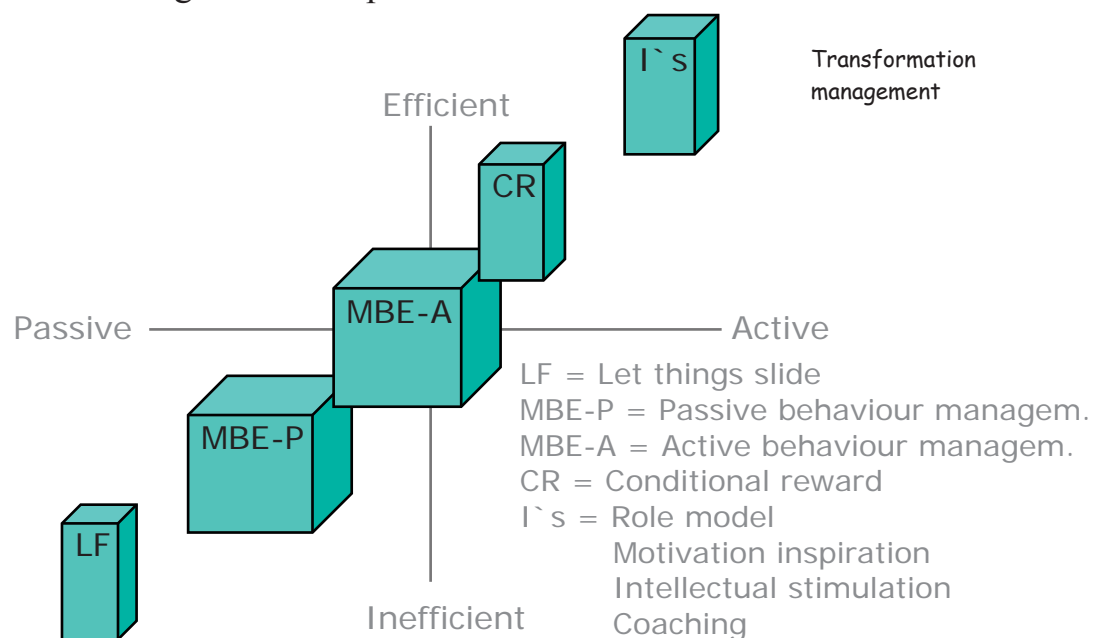 I`s
Transformation
management
Efficient
CR
MBE-A
Passive
Active
LF = Let things slide
MBE-P = Passive behaviour managem.
MBE-P
MBE-A = Active behaviour managem.
CR = Conditional reward
I`s = Role model
LF
Motivation inspiration
Intellectual stimulation
Inefficient
Coaching